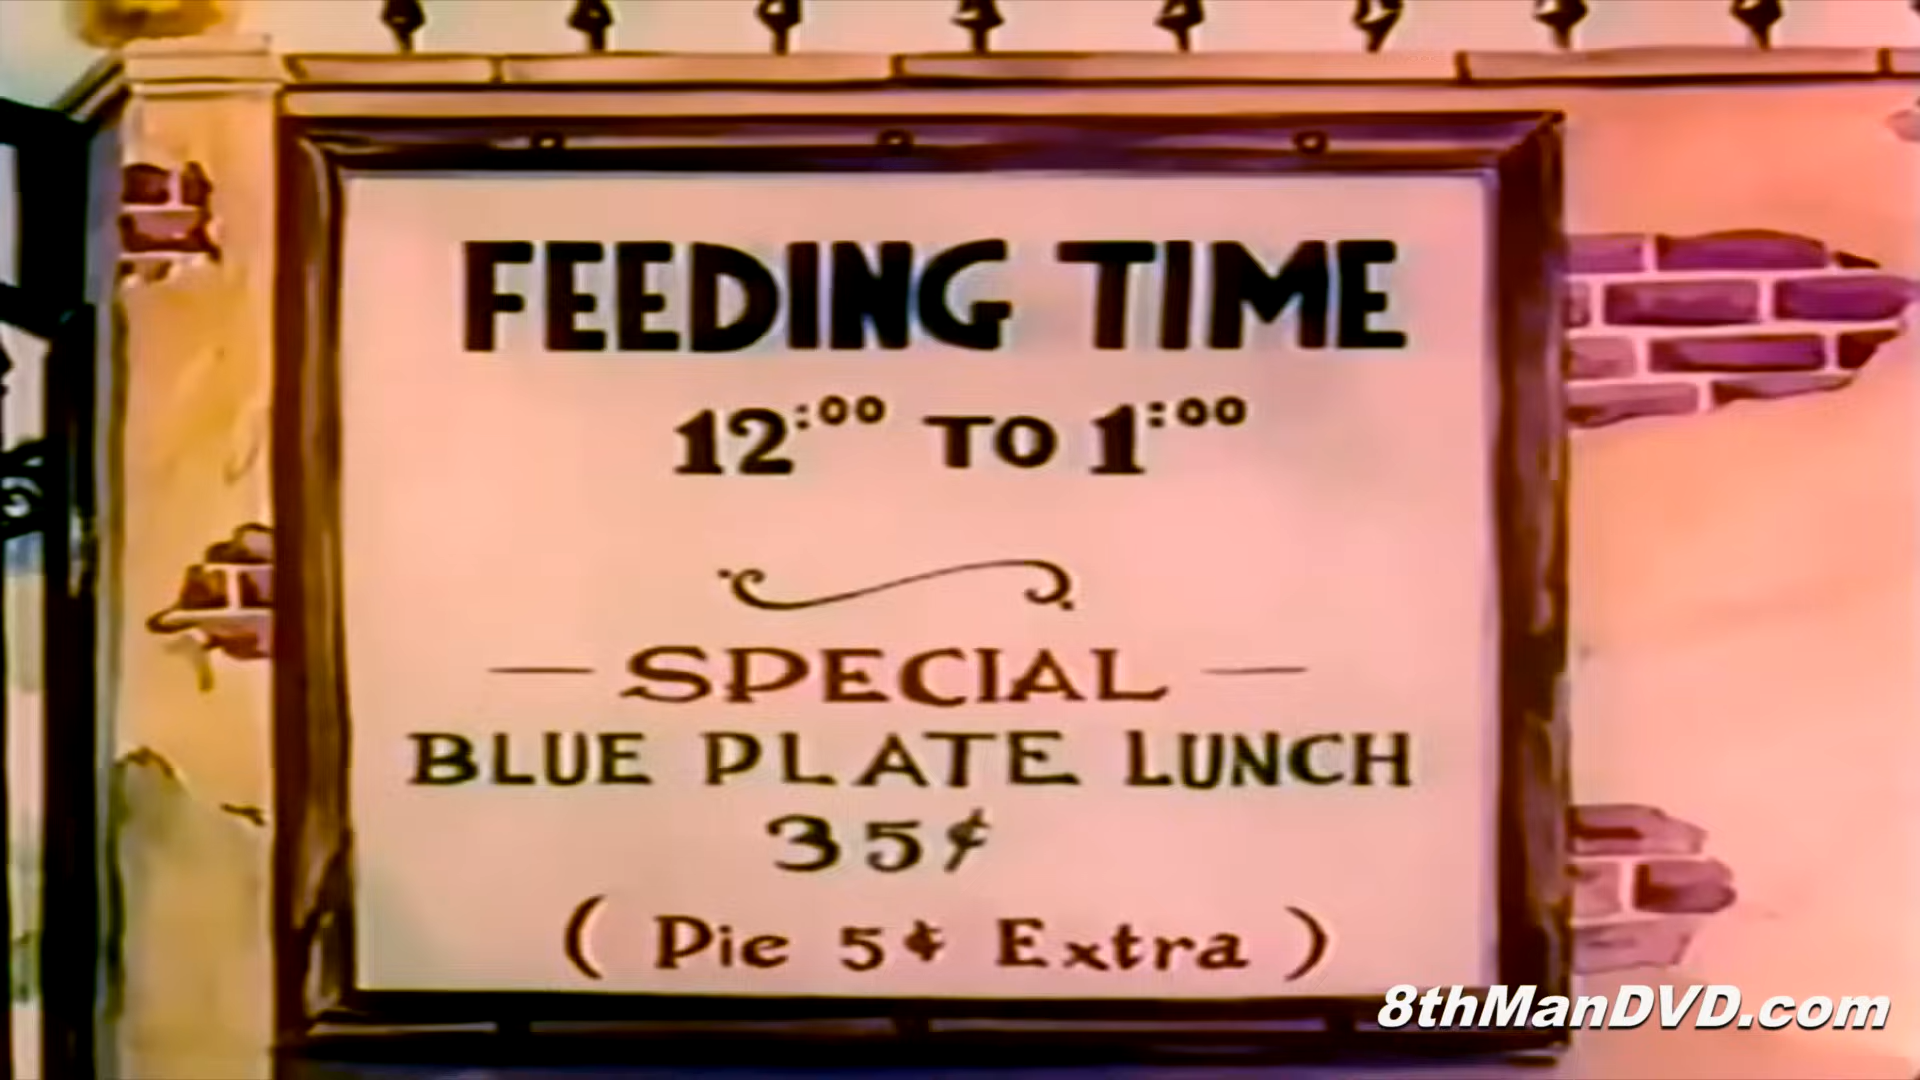 FEEDING TIME
12:00 TO 1:00
— SPECIAL —
BLUE PLATE LUNCH
35¢
( Pie 5¢ Extra )
8thManDVD.com